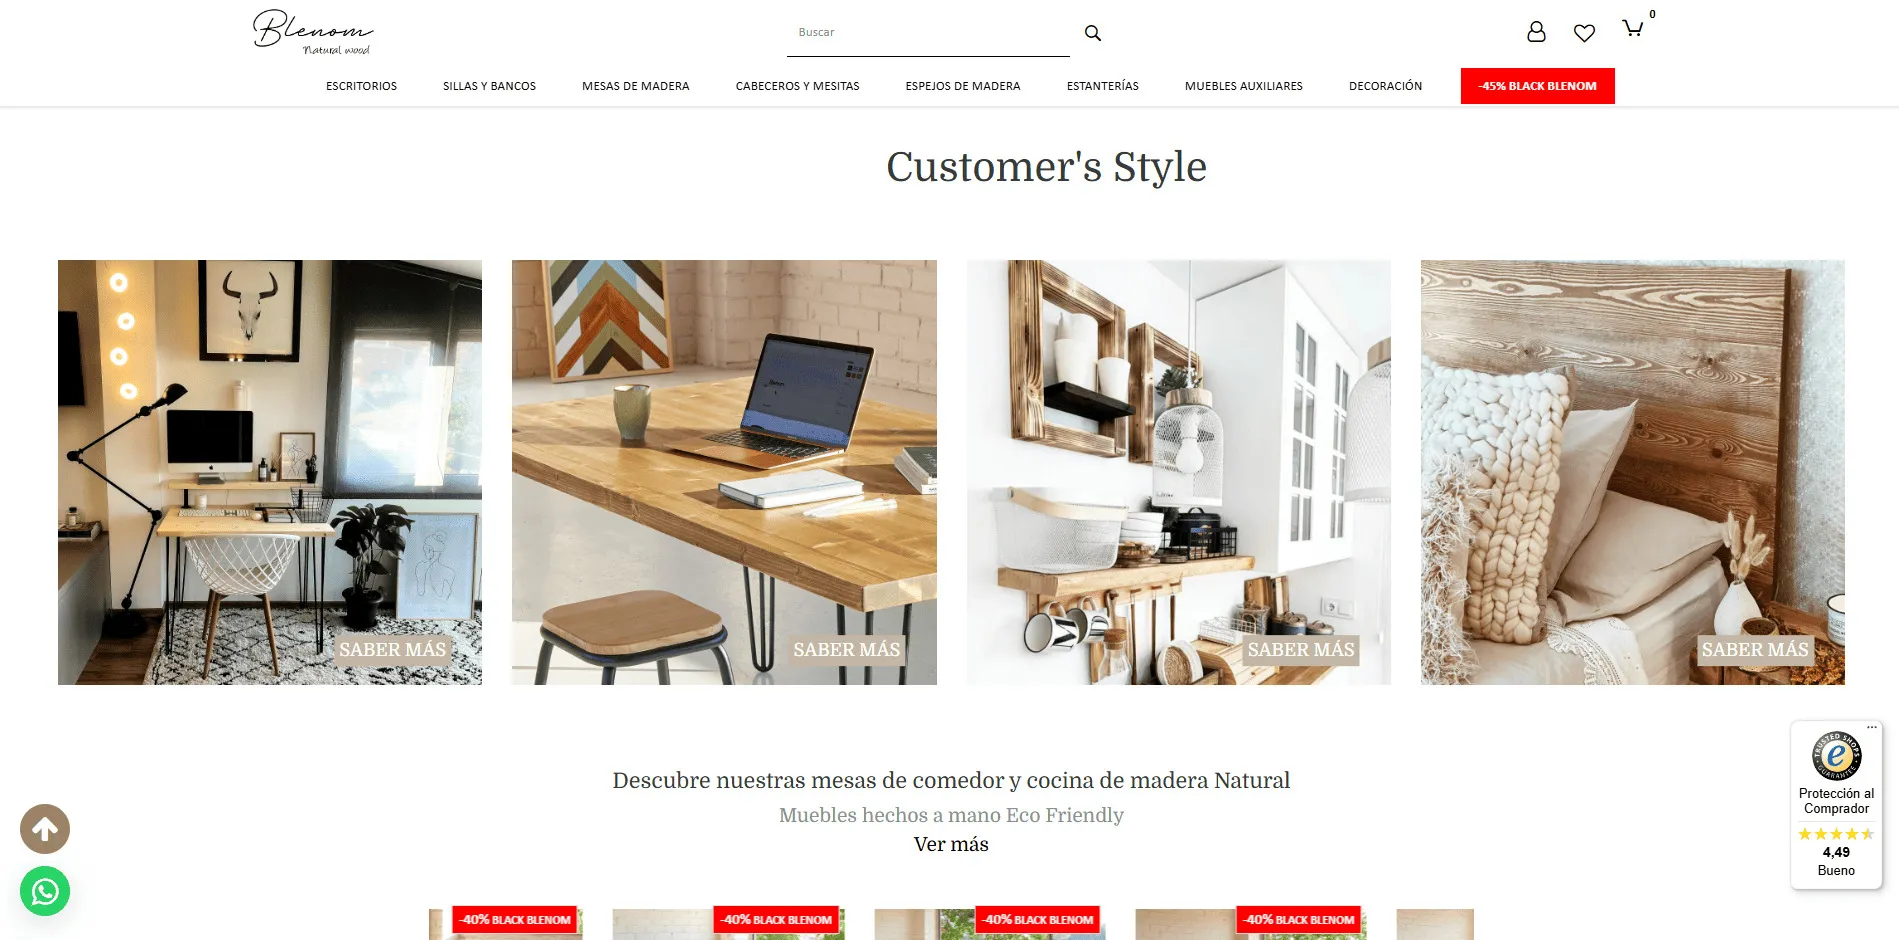 Blenom
Natural wood
Buscar
0
ESCRITORIOS
SILLAS Y BANCOS
MESAS DE MADERA
CABECEROS Y MESITAS
ESPEJOS DE MADERA
ESTANTERÍAS
MUEBLES AUXILIARES
DECORACIÓN
-45% BLACK BLENOM
Customer's Style
SABER MÁS
SABER MÁS
SABER MÁS
SABER MÁS
Descubre nuestras mesas de comedor y cocina de madera Natural
Muebles hechos a mano Eco Friendly
Ver más
TRUSTED SHOPS
GUARANTEE
Protección al
Comprador
4,49
Bueno
-40% BLACK BLENOM
-40% BLACK BLENOM
-40% BLACK BLENOM
-40% BLACK BLENOM